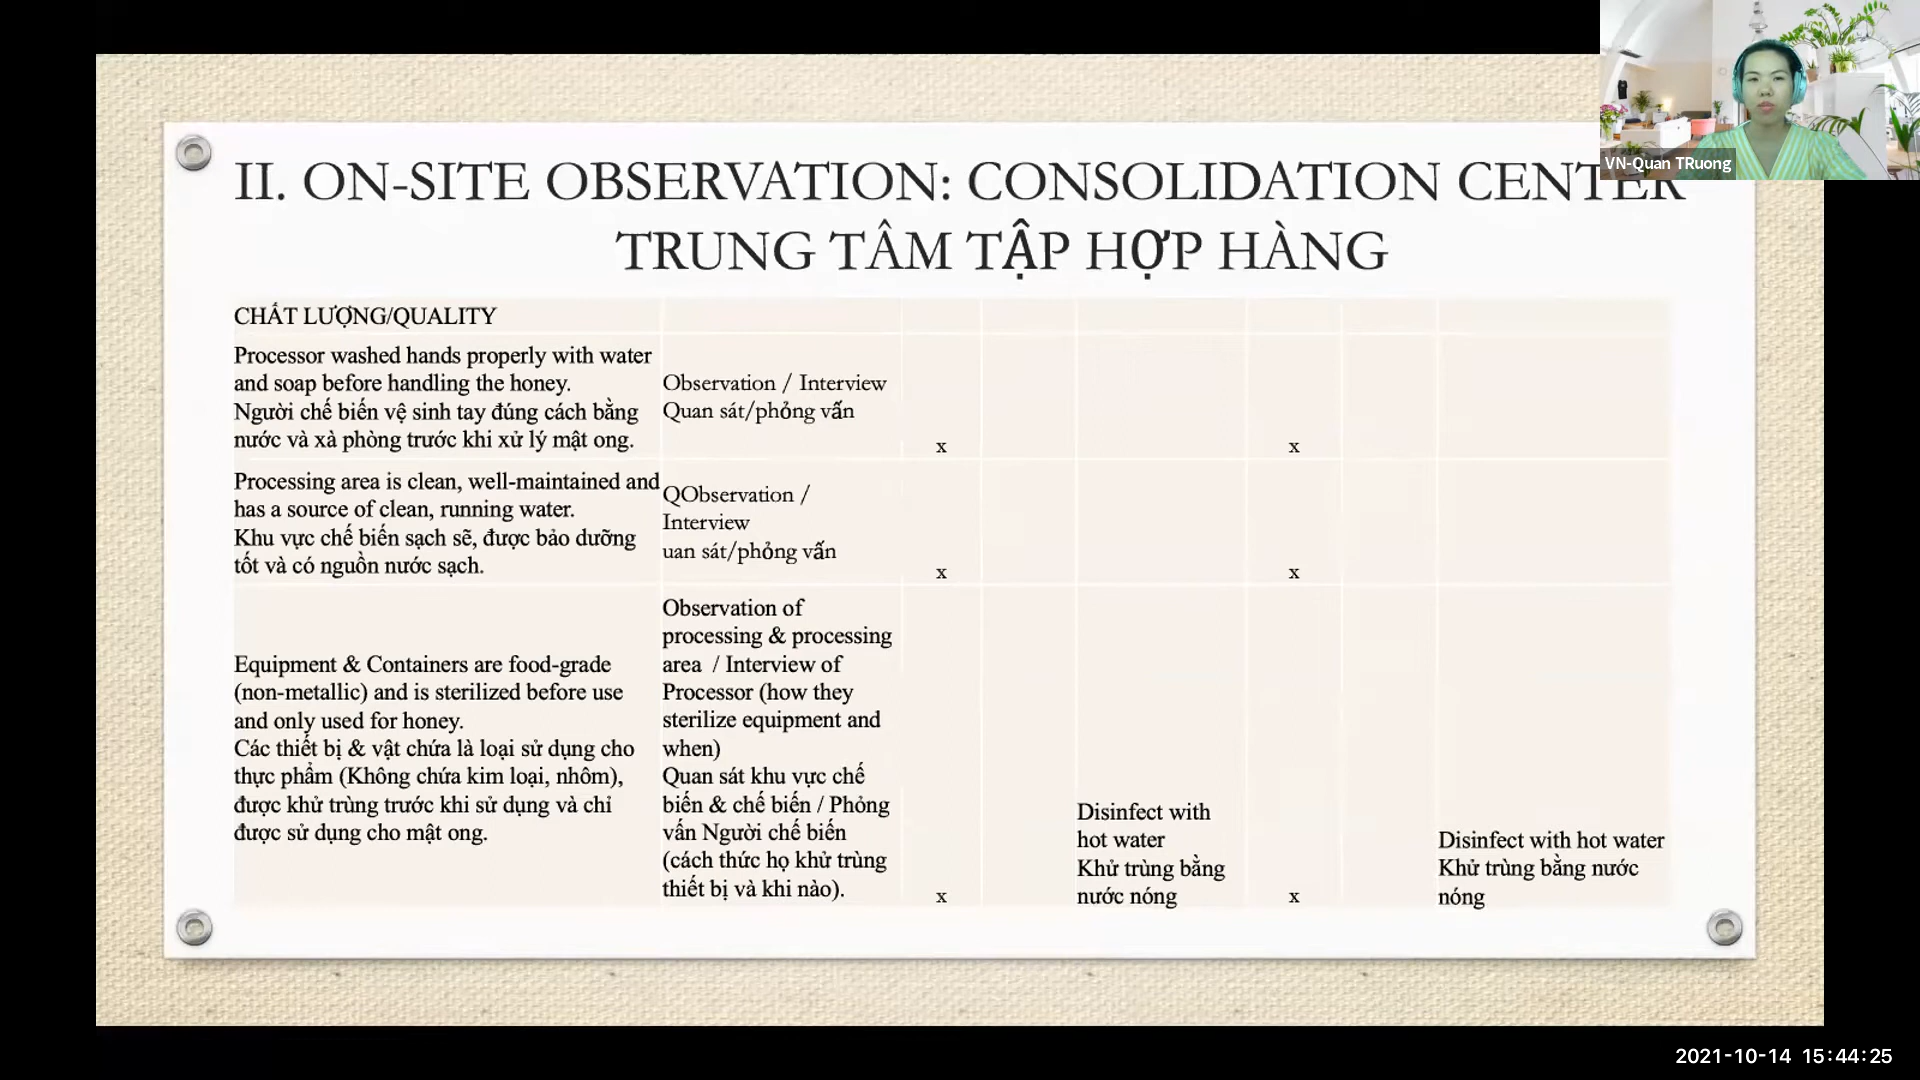 VN-Quan TRuong
II. ON-SITE OBSERVATION: CONSOLIDATION CENTER
TRUNG TÂM TẬP HỢP HÀNG
CHẤT LƯỢNG/QUALITY
Processor washed hands properly with water
and soap before handling the honey.
Người chế biến vệ sinh tay đúng cách bằng
nước và xà phòng trước khi xử lý mật ong.
Observation / Interview
Quan sát/phỏng vấn
x
x
Processing area is clean, well-maintained and
has a source of clean, running water.
Khu vực chế biến sạch sẽ, được bảo dưỡng
tốt và có nguồn nước sạch.
QObservation /
Interview
uan sát/phỏng vấn
x
x
Equipment & Containers are food-grade
(non-metallic) and is sterilized before use
and only used for honey.
Các thiết bị & vật chứa là loại sử dụng cho
thực phẩm (Không chứa kim loại, nhôm),
được khử trùng trước khi sử dụng và chỉ
được sử dụng cho mật ong.
Observation of
processing & processing
area / Interview of
Processor (how they
sterilize equipment and
when)
Quan sát khu vực chế
biến & chế biến / Phỏng
vấn Người chế biến
(cách thức họ khử trùng
thiết bị và khi nào).
x
Disinfect with
hot water
Khử trùng bằng
nước nóng
x
Disinfect with hot water
Khử trùng bằng nước
nóng
2021-10-14 15:44:25